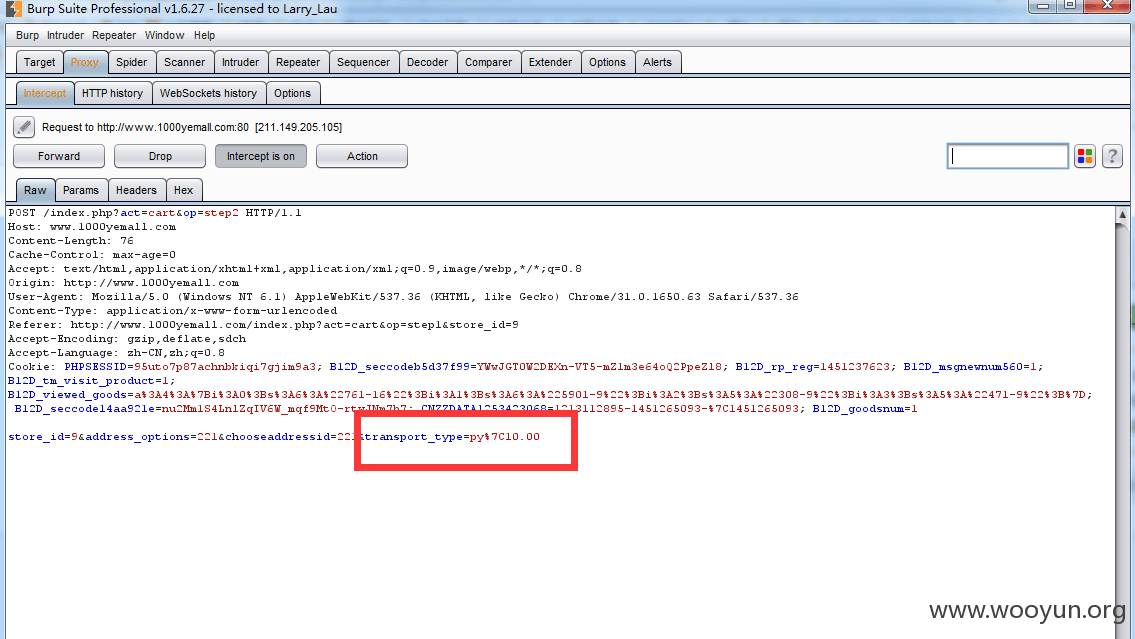 Burp Suite Professional v1.6.27 - licensed to Larry_Lau
Burp Intruder Repeater Window Help
Target Proxy Spider Scanner Intruder Repeater Sequencer Decoder Comparer Extender Options Alerts
Intercept HTTP history WebSockets history Options
Request to http://www.1000yemall.com:80 [211.149.205.105]
Forward Drop Intercept is on Action ?
Raw Params Headers Hex
POST /index.php?act=cart&op=step2 HTTP/1.1
Host: www.1000yemall.com
Content-Length: 76
Cache-Control: max-age=0
Accept: text/html,application/xhtml+xml,application/xml;q=0.9,image/webp,*/*;q=0.8
Origin: http://www.1000yemall.com
User-Agent: Mozilla/5.0 (Windows NT 6.1) AppleWebKit/537.36 (KHTML, like Gecko) Chrome/31.0.1650.63 Safari/537.36
Content-Type: application/x-www-form-urlencoded
Referer: http://www.1000yemall.com/index.php?act=cart&op=step1&store_id=9
Accept-Encoding: gzip,deflate,sdch
Accept-Language: zh-CN,zh;q=0.8
Cookie: PHPSESSID=95uto7p87achnbkiqi7gjim9a3; B12D_seccodeb5d37f99=YWwJGT0W2DEXn-VT5-mZlm3e64oQ2PpeZ18; B12D_rp_reg=1451237623; B12D_msgnewnum560=1;
B12D_tm_visit_product=1;
B12D_viewed_goods=a%3A4%3A%7Bi%3A0%3Bs%3A6%3A%22761-16%22%3Bi%3A1%3Bs%3A6%3A%225901-9%22%3Bi%3A2%3Bs%3A5%3A%22308-9%22%3Bi%3A3%3Bs%3A5%3A%22471-9%22%3B%7D;
B12D_seccode14aa921e=nu2Mm1S4LnlZqIV6W_mqf9Mt0-rtvJNm7h7; CNZZDATA1253423068=1213112895-1451265093-%7C1451265093; B12D_goodsnum=1
store_id=9&address_options=221&chooseaddressid=221&transport_type=py%7C10.00
www.wooyun.org